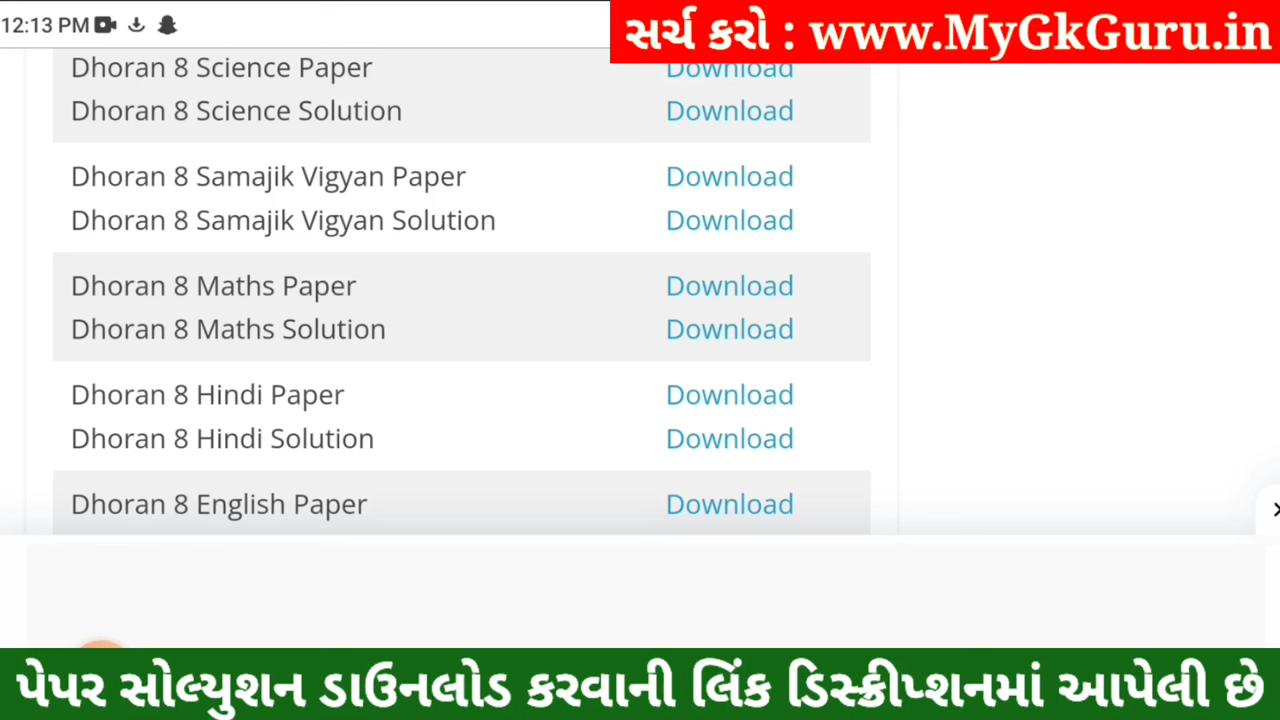 12:13 PM
સર્ચ કરો : www.MyGkGuru.in
Dhoran 8 Science Paper Download
Dhoran 8 Science Solution Download
Dhoran 8 Samajik Vigyan Paper Download
Dhoran 8 Samajik Vigyan Solution Download
Dhoran 8 Maths Paper Download
Dhoran 8 Maths Solution Download
Dhoran 8 Hindi Paper Download
Dhoran 8 Hindi Solution Download
Dhoran 8 English Paper Download
પેપર સોલ્યુશન ડાઉનલોડ કરવાની લિંક ડિસ્ક્રીપ્શનમાં આપેલી છે